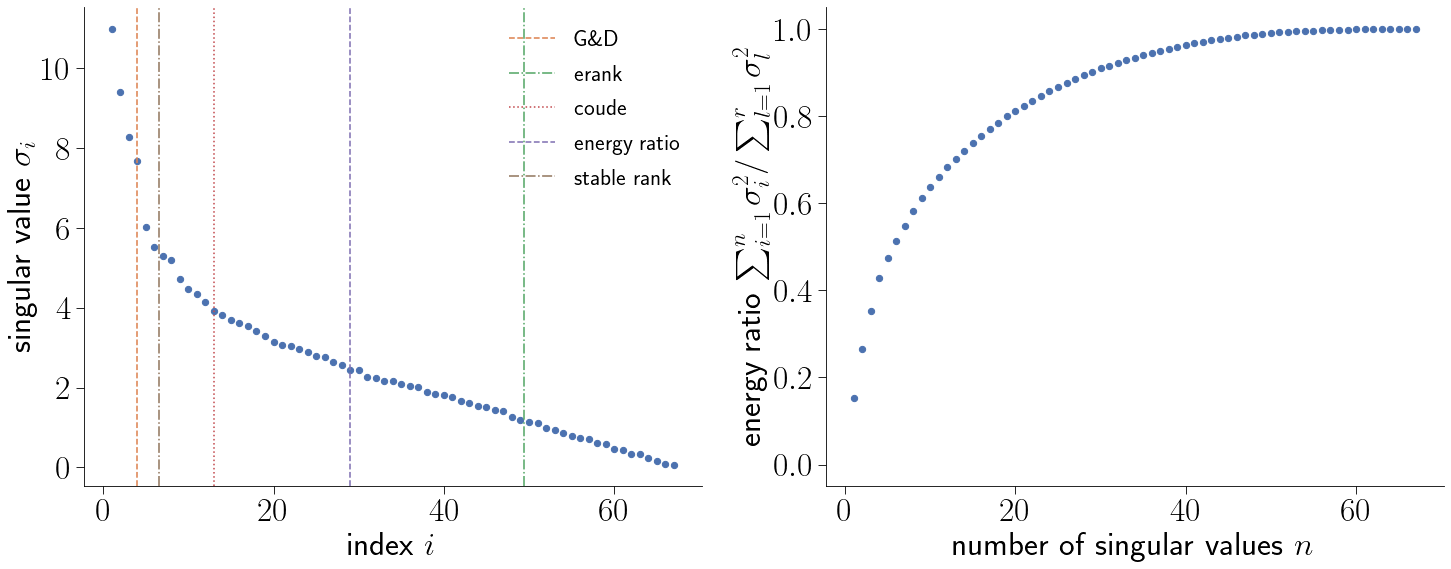 10
8
6
4
2
0
singular value σ_i
0 20 40 60
index i
G&D
erank
coude
energy ratio
stable rank
1.0
0.8
0.6
0.4
0.2
0.0
energy ratio ∑_{i=1}^{n} σ_i^2 / ∑_{l=1}^{r} σ_l^2
0 20 40 60
number of singular values n